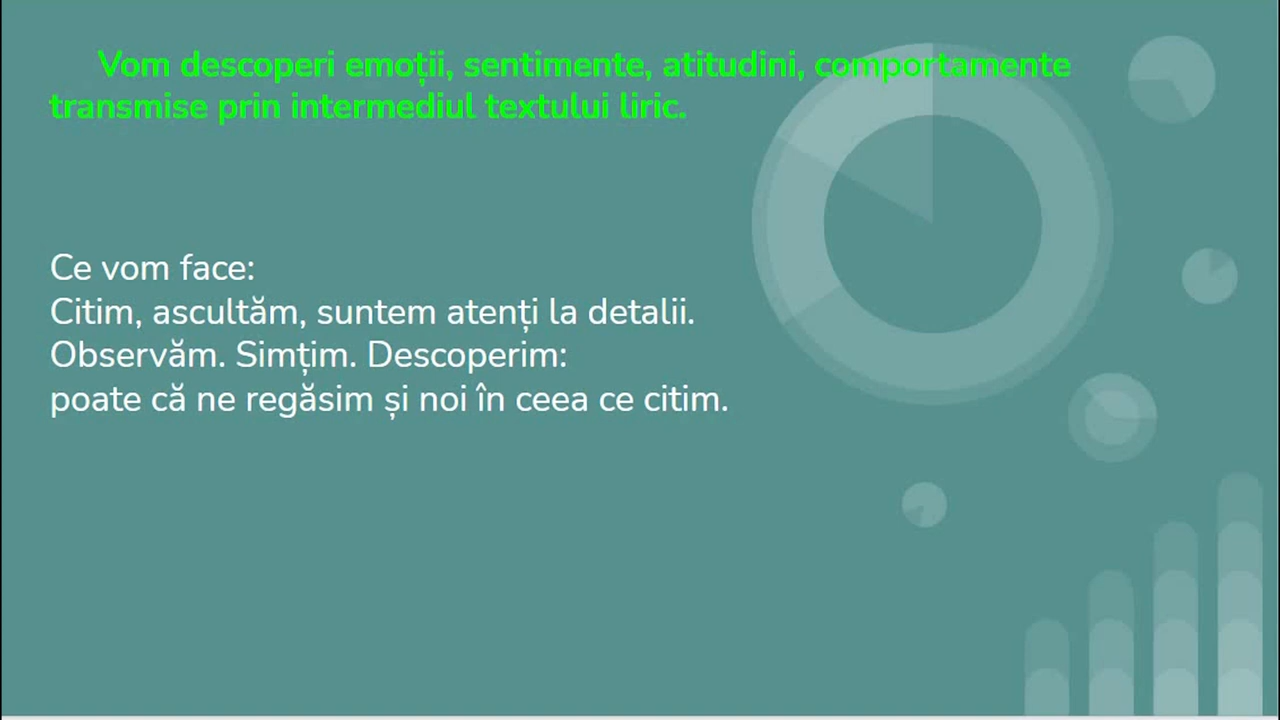 Vom descoperi emoții, sentimente, atitudini, comportamente
transmise prin intermediul textului liric.
Ce vom face:
Citim, ascultăm, suntem atenți la detalii.
Observăm. Simțim. Descoperim:
poate că ne regăsim și noi în ceea ce citim.